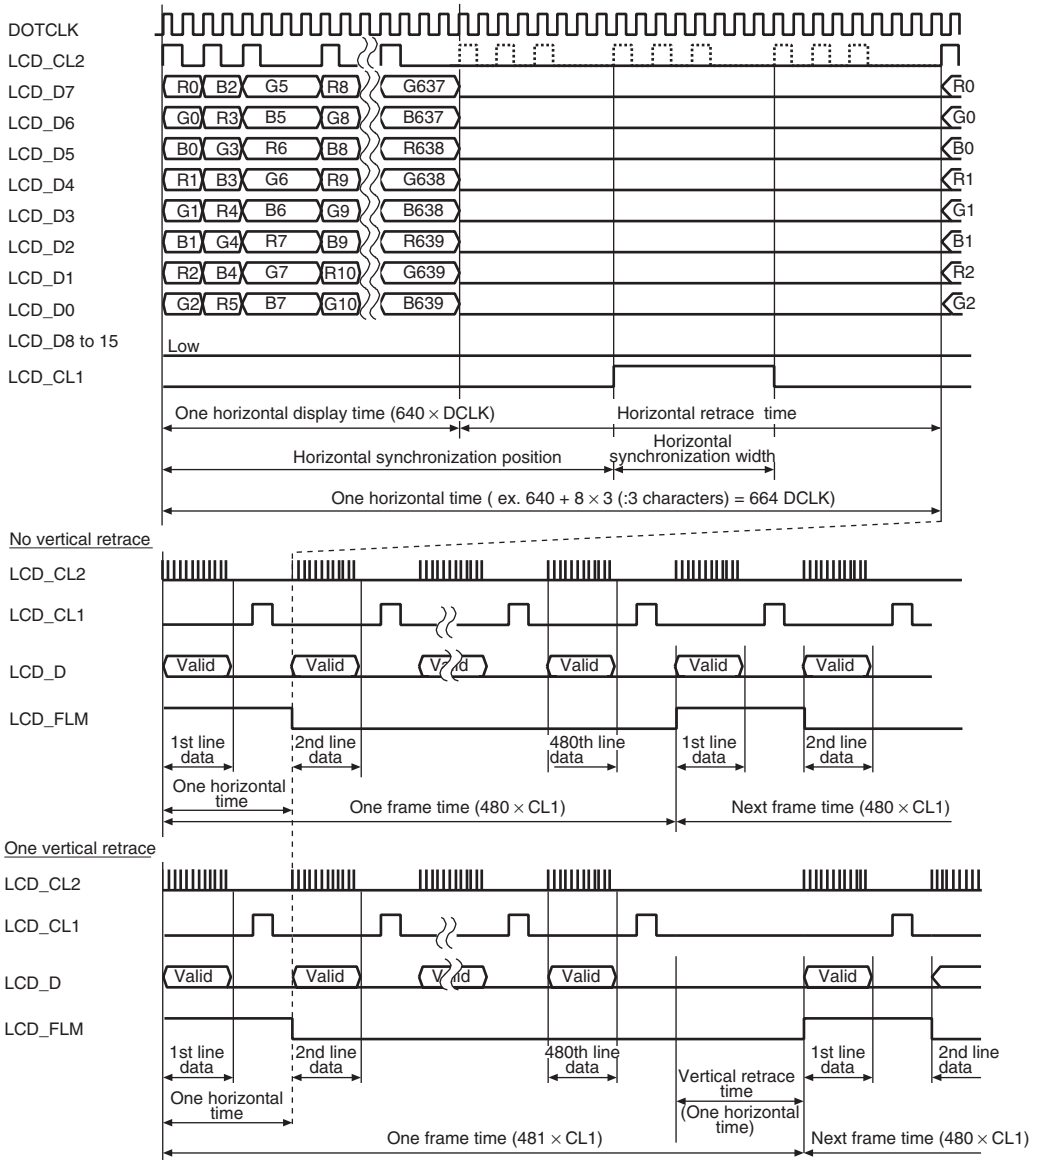 DOTCLK
LCD_CL2
LCD_D7 R0 B2 G5 R8 G637 R0
LCD_D6 G0 R3 B5 G8 B637 G0
LCD_D5 B0 G3 R6 B8 R638 B0
LCD_D4 R1 B3 G6 R9 G638 R1
LCD_D3 G1 R4 B6 G9 B638 G1
LCD_D2 B1 G4 R7 B9 R639 B1
LCD_D1 R2 B4 G7 R10 G639 R2
LCD_D0 G2 R5 B7 G10 B639 G2
LCD_D8 to 15 Low
LCD_CL1
One horizontal display time (640 × DCLK) Horizontal retrace time
Horizontal synchronization position Horizontal
synchronization width
One horizontal time ( ex. 640 + 8 × 3 (:3 characters) = 664 DCLK)
No vertical retrace
LCD_CL2
LCD_CL1
LCD_D Valid Valid Valid Valid Valid Valid
LCD_FLM
1st line data 2nd line data 480th line data 1st line data 2nd line data
One horizontal time
One frame time (480 × CL1) Next frame time (480 × CL1)
One vertical retrace
LCD_CL2
LCD_CL1
LCD_D Valid Valid Valid Valid Valid
LCD_FLM
1st line data 2nd line data 480th line data 1st line data 2nd line data
One horizontal time
Vertical retrace time
(One horizontal time)
One frame time (481 × CL1) Next frame time (480 × CL1)